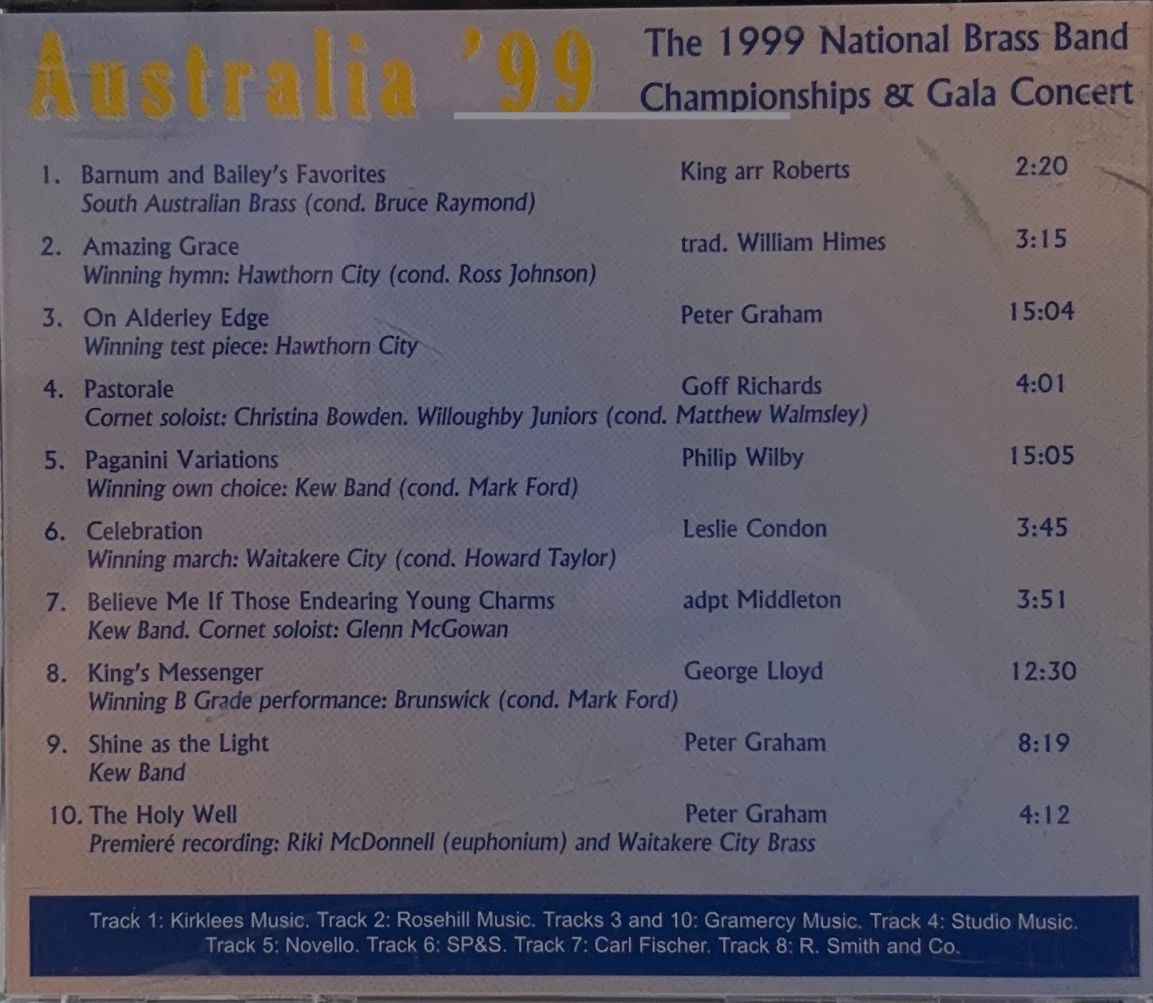 Australia '99
The 1999 National Brass Band
Championships & Gala Concert
1. Barnum and Bailey's Favorites King arr Roberts 2:20
South Australian Brass (cond. Bruce Raymond)
2. Amazing Grace trad. William Himes 3:15
Winning hymn: Hawthorn City (cond. Ross Johnson)
3. On Alderley Edge Peter Graham 15:04
Winning test piece: Hawthorn City
4. Pastorale Goff Richards 4:01
Cornet soloist: Christina Bowden. Willoughby Juniors (cond. Matthew Walmsley)
5. Paganini Variations Philip Wilby 15:05
Winning own choice: Kew Band (cond. Mark Ford)
6. Celebration Leslie Condon 3:45
Winning march: Waitakere City (cond. Howard Taylor)
7. Believe Me If Those Endearing Young Charms adpt Middleton 3:51
Kew Band. Cornet soloist: Glenn McGowan
8. King's Messenger George Lloyd 12:30
Winning B Grade performance: Brunswick (cond. Mark Ford)
9. Shine as the Light Peter Graham 8:19
Kew Band
10. The Holy Well Peter Graham 4:12
Premieré recording: Riki McDonnell (euphonium) and Waitakere City Brass
Track 1: Kirklees Music. Track 2: Rosehill Music. Tracks 3 and 10: Gramercy Music. Track 4: Studio Music.
Track 5: Novello. Track 6: SP&S. Track 7: Carl Fischer. Track 8: R. Smith and Co.